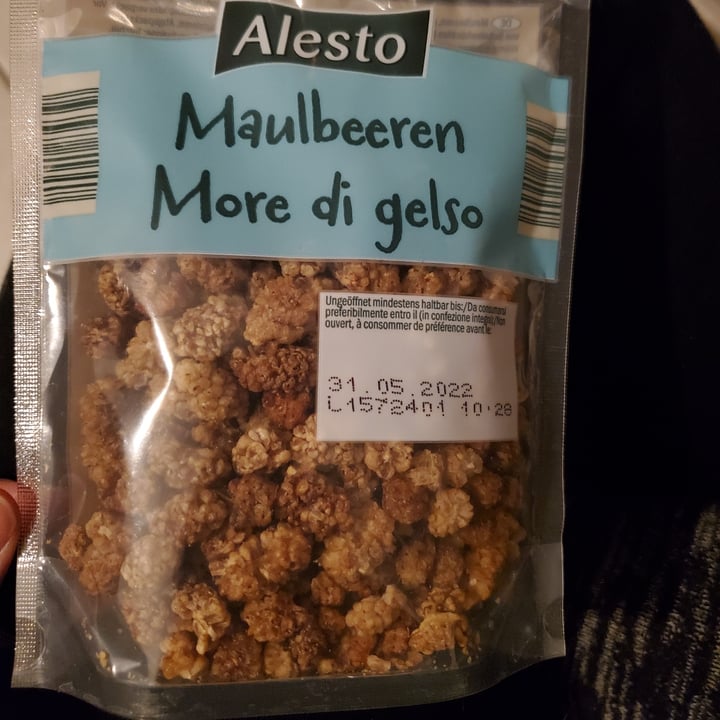 Alesto
Maulbeeren
More di gelso
Ungeöffnet mindestens haltbar bis:/Da consumarsi
preferibilmente entro il (in confezione integra):/Non
ouvert, à consommer de préférence avant le:
31.05.2022
L1572401 10:28